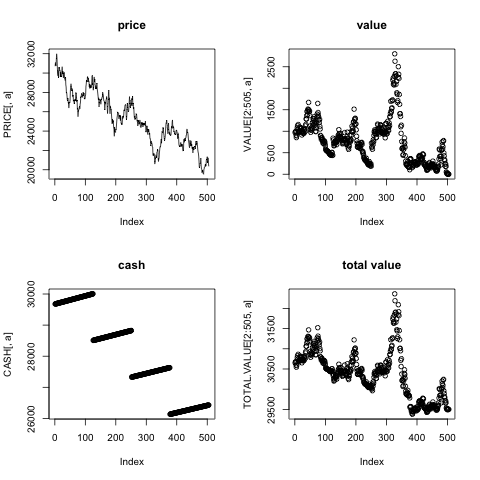 price
PRICE[, a]
20000 24000 28000 32000
0 100 200 300 400 500
Index
value
VALUE[2:505, a]
0 500 1500 2500
0 100 200 300 400 500
Index
cash
CASH[, a]
26000 28000 30000
0 100 200 300 400 500
Index
total value
TOTAL.VALUE[2:505, a]
29500 30500 31500
0 100 200 300 400 500
Index